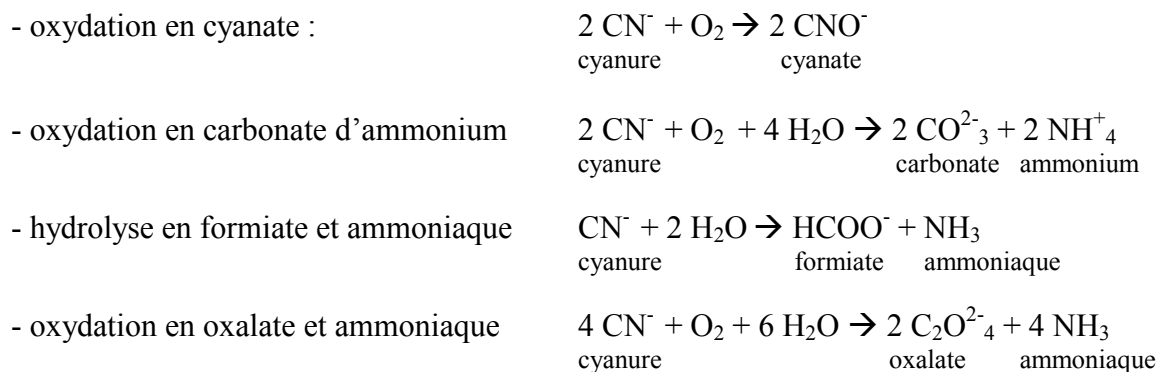 - oxydation en cyanate : 2 CN⁻ + O₂ → 2 CNO⁻
cyanure cyanate
- oxydation en carbonate d’ammonium 2 CN⁻ + O₂ + 4 H₂O → 2 CO²⁻₃ + 2 NH⁺₄
cyanure carbonate ammonium
- hydrolyse en formiate et ammoniaque CN⁻ + 2 H₂O → HCOO⁻ + NH₃
cyanure formiate ammoniaque
- oxydation en oxalate et ammoniaque 4 CN⁻ + O₂ + 6 H₂O → 2 C₂O²⁻₄ + 4 NH₃
cyanure oxalate ammoniaque